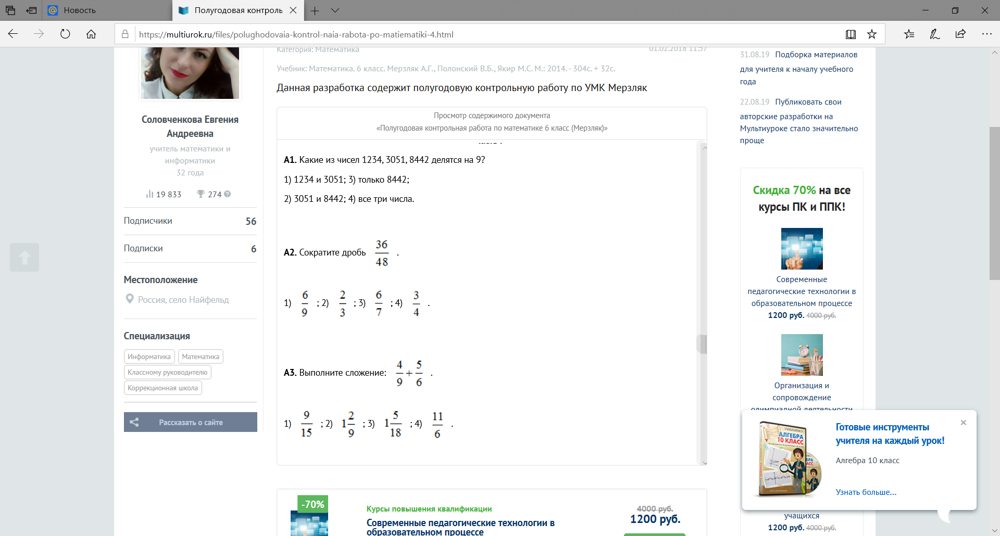 Новость
Полугодовая контроль
https://multiurok.ru/files/polughodovaia-kontrol-naia-rabota-po-matiematiki-4.html
Соловченкова Евгения
Андреевна
учитель математики и
информатики
32 года
19 833 274
Подписчики 56
Подписки 6
Местоположение
Россия, село Найфельд
Специализация
Информатика Математика
Классному руководителю
Коррекционная школа
Рассказать о сайте
Категория: Математика 01.02.2018 11:57
Учебник: Математика. 6 класс. Мерзляк А.Г., Полонский В.Б., Якир М.С. М.: 2014. - 304с. + 32с.
Данная разработка содержит полугодовую контрольную работу по УМК Мерзляк
Просмотр содержимого документа
«Полугодовая контрольная работа по математике 6 класс (Мерзляк)»
А1. Какие из чисел 1234, 3051, 8442 делятся на 9?
1) 1234 и 3051; 3) только 8442;
2) 3051 и 8442; 4) все три числа.
А2. Сократите дробь 36/48 .
1) 6/9 ; 2) 2/3 ; 3) 6/7 ; 4) 3/4 .
А3. Выполните сложение: 4/9 + 5/6 .
1) 9/15 ; 2) 1 2/9 ; 3) 1 5/18 ; 4) 11/6 .
-70%
Курсы повышения квалификации
Современные педагогические технологии в
образовательном процессе
4000 руб.
1200 руб.
31.08.19 Подборка материалов
для учителя к началу учебного
года
22.08.19 Публиковать свои
авторские разработки на
Мультиуроке стало значительно
проще
Скидка 70% на все
курсы ПК и ППК!
Современные
педагогические технологии в
образовательном процессе
1200 руб. 4000 руб.
Организация и
сопровождение
олимпиадной деятельности
учащихся
1200 руб. 4000 руб.
АЛГЕБРА
10 КЛАСС
Готовые инструменты
учителя на каждый урок!
Алгебра 10 класс
Узнать больше...